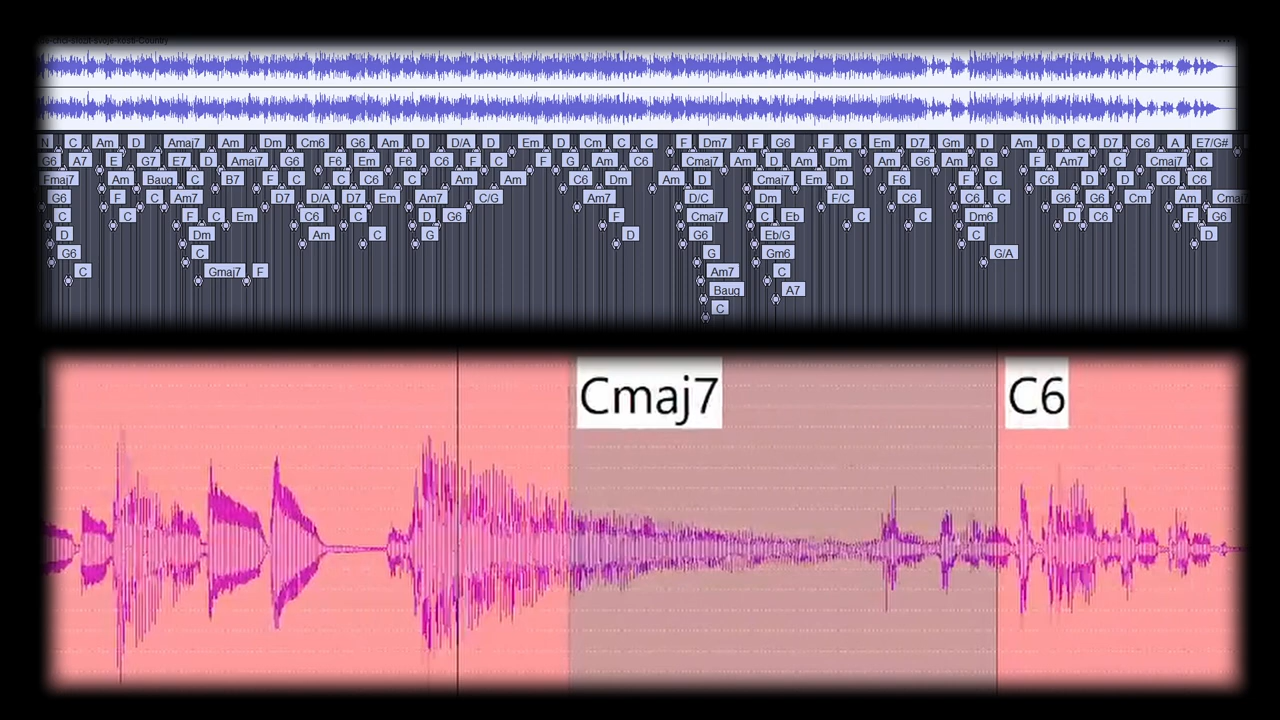 N C Am D Amaj7 Am Dm Cm6 G6 Am D D/A D Em D Cm C C F Dm7 F G6 Am G Em D7 Gm D Am Dm C D7 C6 A E7/G#
G6 A7 E G7 E7 D Amaj7 G6 F6 Em F6 C6 F C F G Am C6 Cmaj7 Am D Am Dm Am G6 Am G F Am7 D C Cmaj7 C
Fmaj7 Am Baug C B7 F C C C6 C Am Am C6 Dm Am D Cmaj7 Em D F6 F C C6 D D C6 C6
G6 F C Am7 D7 D/A D7 Em Am7 C/G Am7 D/C Dm F/C C6 C6 C G6 G6 Cm Am Cmaj7
C C F C Em C6 C D G6 F Cmaj7 C Eb C C Dm6 D C6 F G6
D Dm Am C G D G6 Eb/G C D
G6 C G Gm6 G/A
C Gmaj7 F Am7 C
Baug A7
C
Cmaj7 C6